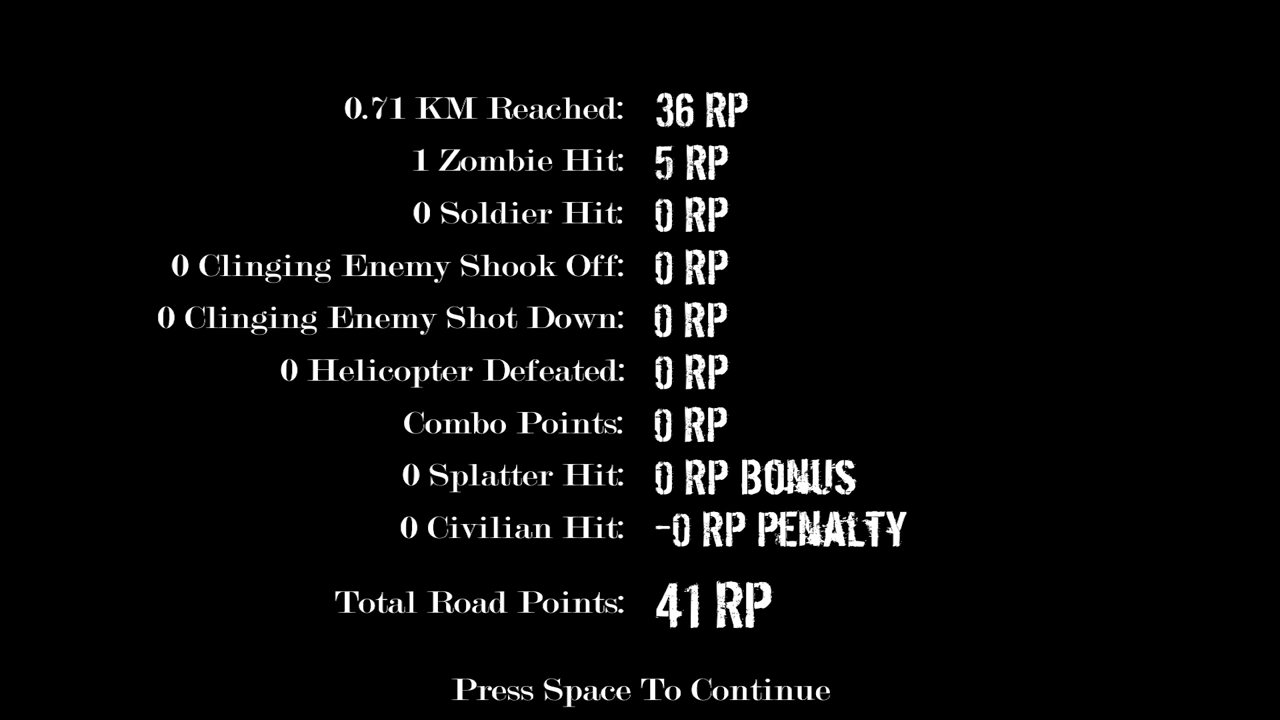 0.71 KM Reached: 36 RP
1 Zombie Hit: 5 RP
0 Soldier Hit: 0 RP
0 Clinging Enemy Shook Off: 0 RP
0 Clinging Enemy Shot Down: 0 RP
0 Helicopter Defeated: 0 RP
Combo Points: 0 RP
0 Splatter Hit: 0 RP BONUS
0 Civilian Hit: -0 RP PENALTY
Total Road Points: 41 RP
Press Space To Continue